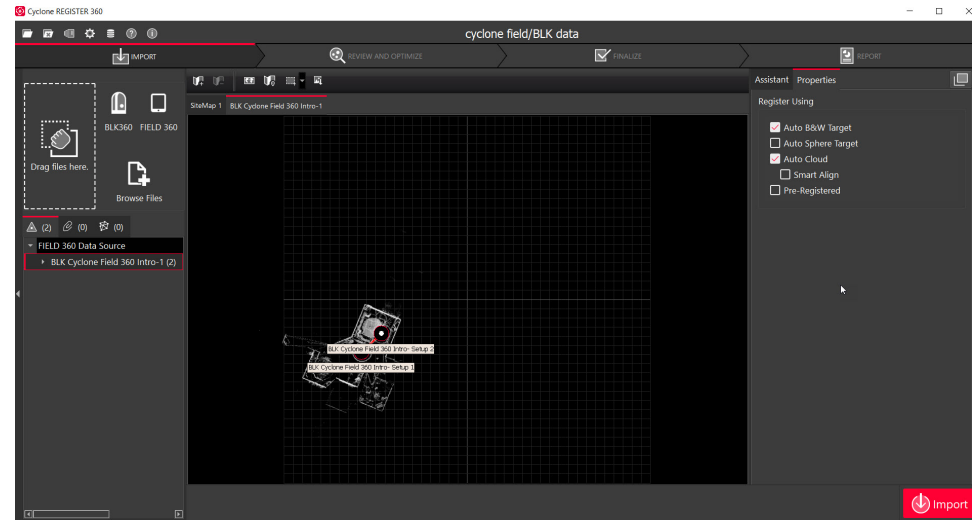 Cyclone REGISTER 360
cyclone field/BLK data
IMPORT
REVIEW AND OPTIMIZE
FINALIZE
REPORT
BLK360 FIELD 360
Drag files here.
Browse Files
(2) (0) (0)
FIELD 360 Data Source
BLK Cyclone Field 360 Intro-1 (2)
SiteMap 1 BLK Cyclone Field 360 Intro-1
BLK Cyclone Field 360 Intro- Setup 2
BLK Cyclone Field 360 Intro- Setup 1
Assistant Properties
Register Using
Auto B&W Target
Auto Sphere Target
Auto Cloud
Smart Align
Pre-Registered
Import